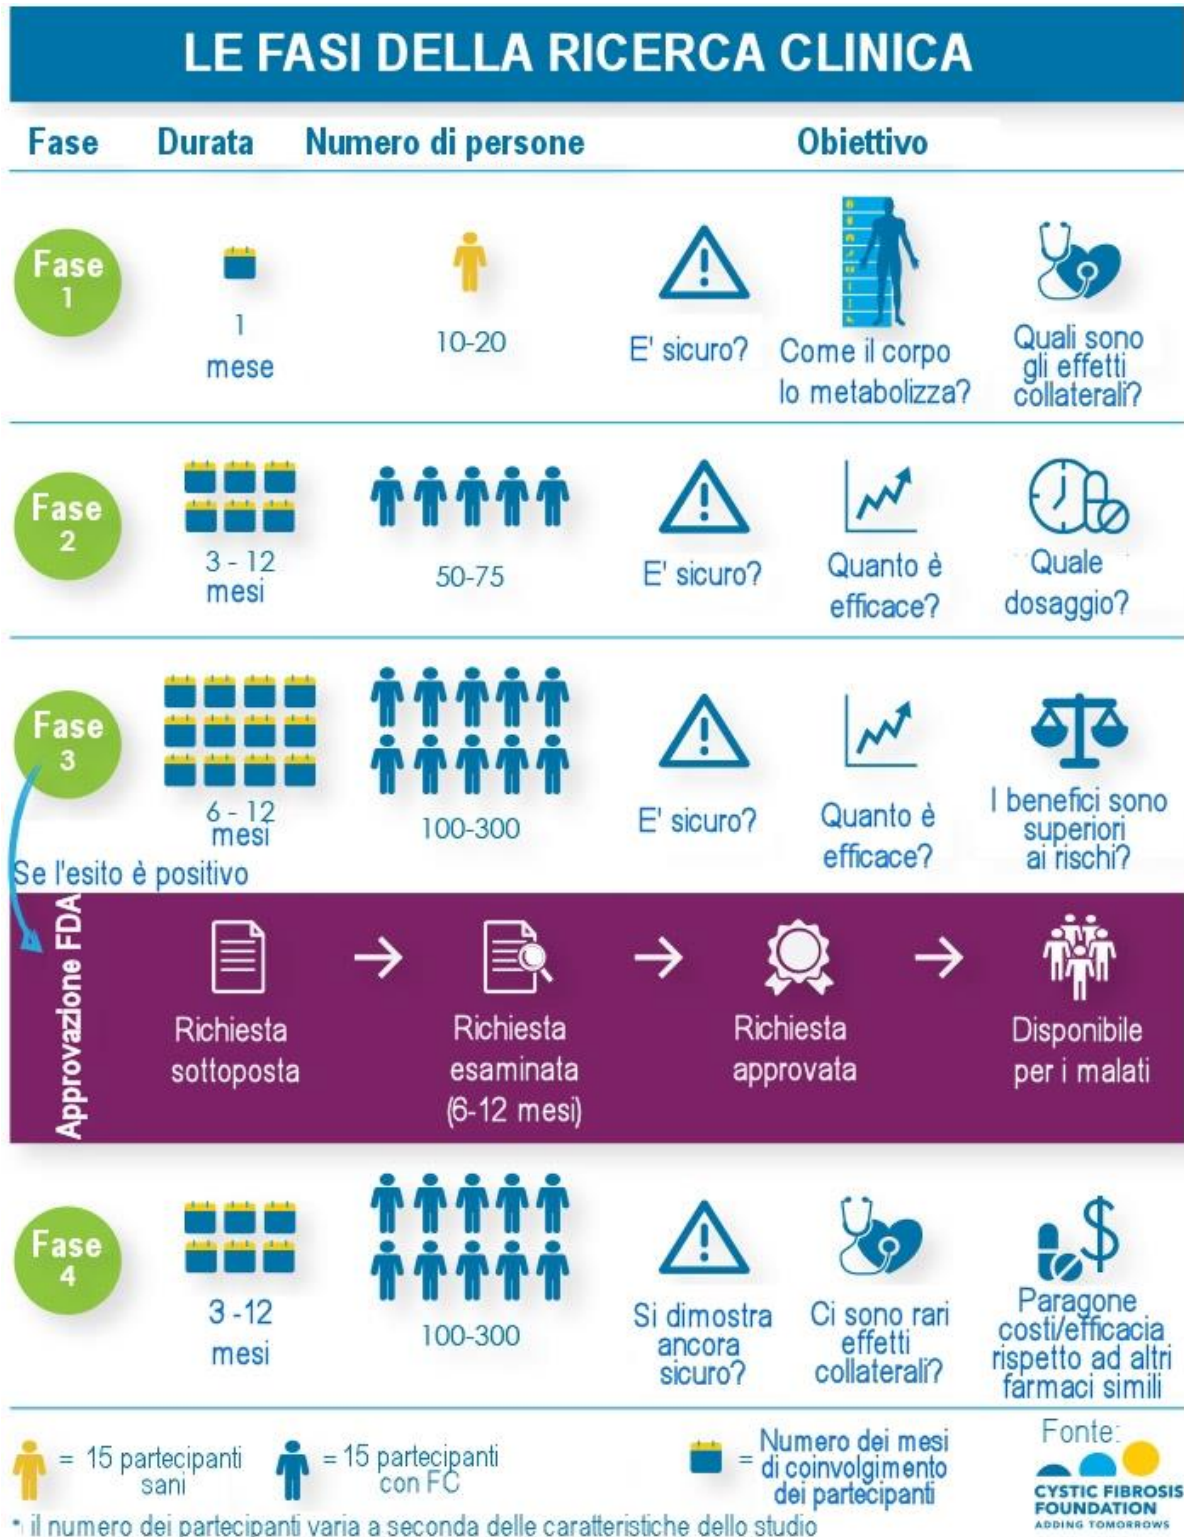 LE FASI DELLA RICERCA CLINICA
Fase Durata Numero di persone Obiettivo
Fase
1
1
mese
10-20
E' sicuro?
Come il corpo
lo metabolizza?
Quali sono
gli effetti
collaterali?
Fase
2
3 - 12
mesi
50-75
E' sicuro?
Quanto è
efficace?
Quale
dosaggio?
Fase
3
6 - 12
mesi
100-300
E' sicuro?
Quanto è
efficace?
I benefici sono
superiori
ai rischi?
Se l'esito è positivo
Approvazione FDA
Richiesta
sottoposta
Richiesta
esaminata
(6-12 mesi)
Richiesta
approvata
Disponibile
per i malati
Fase
4
3 -12
mesi
100-300
Si dimostra
ancora
sicuro?
Ci sono rari
effetti
collaterali?
$
Paragone
costi/efficacia
rispetto ad altri
farmaci simili
= 15 partecipanti
sani
= 15 partecipanti
con FC
= Numero dei mesi
di coinvolgimento
dei partecipanti
Fonte:
CYSTIC FIBROSIS
FOUNDATION
ADDING TOMORROWS
* il numero dei partecipanti varia a seconda delle caratteristiche dello studio